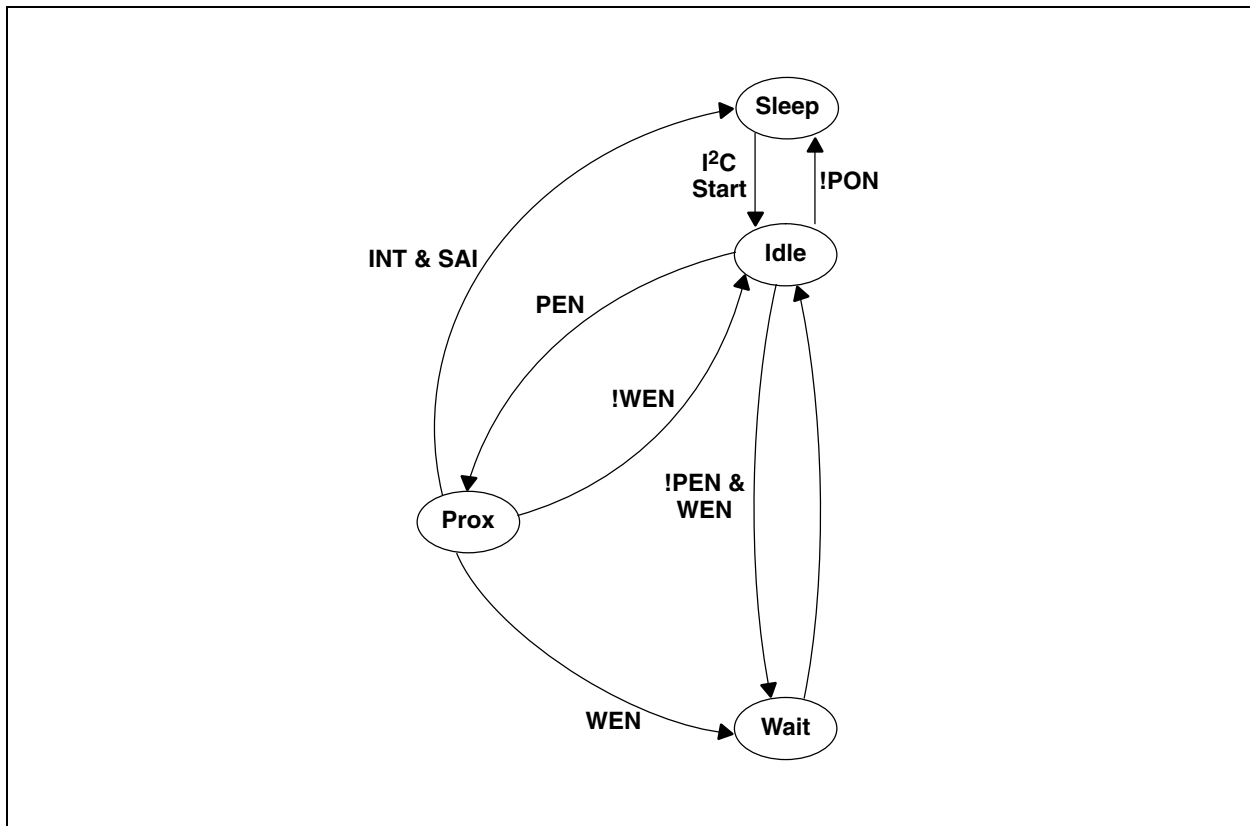 Sleep
I²C
Start
!PON
Idle
INT & SAI
PEN
!WEN
!PEN &
WEN
Prox
WEN
Wait